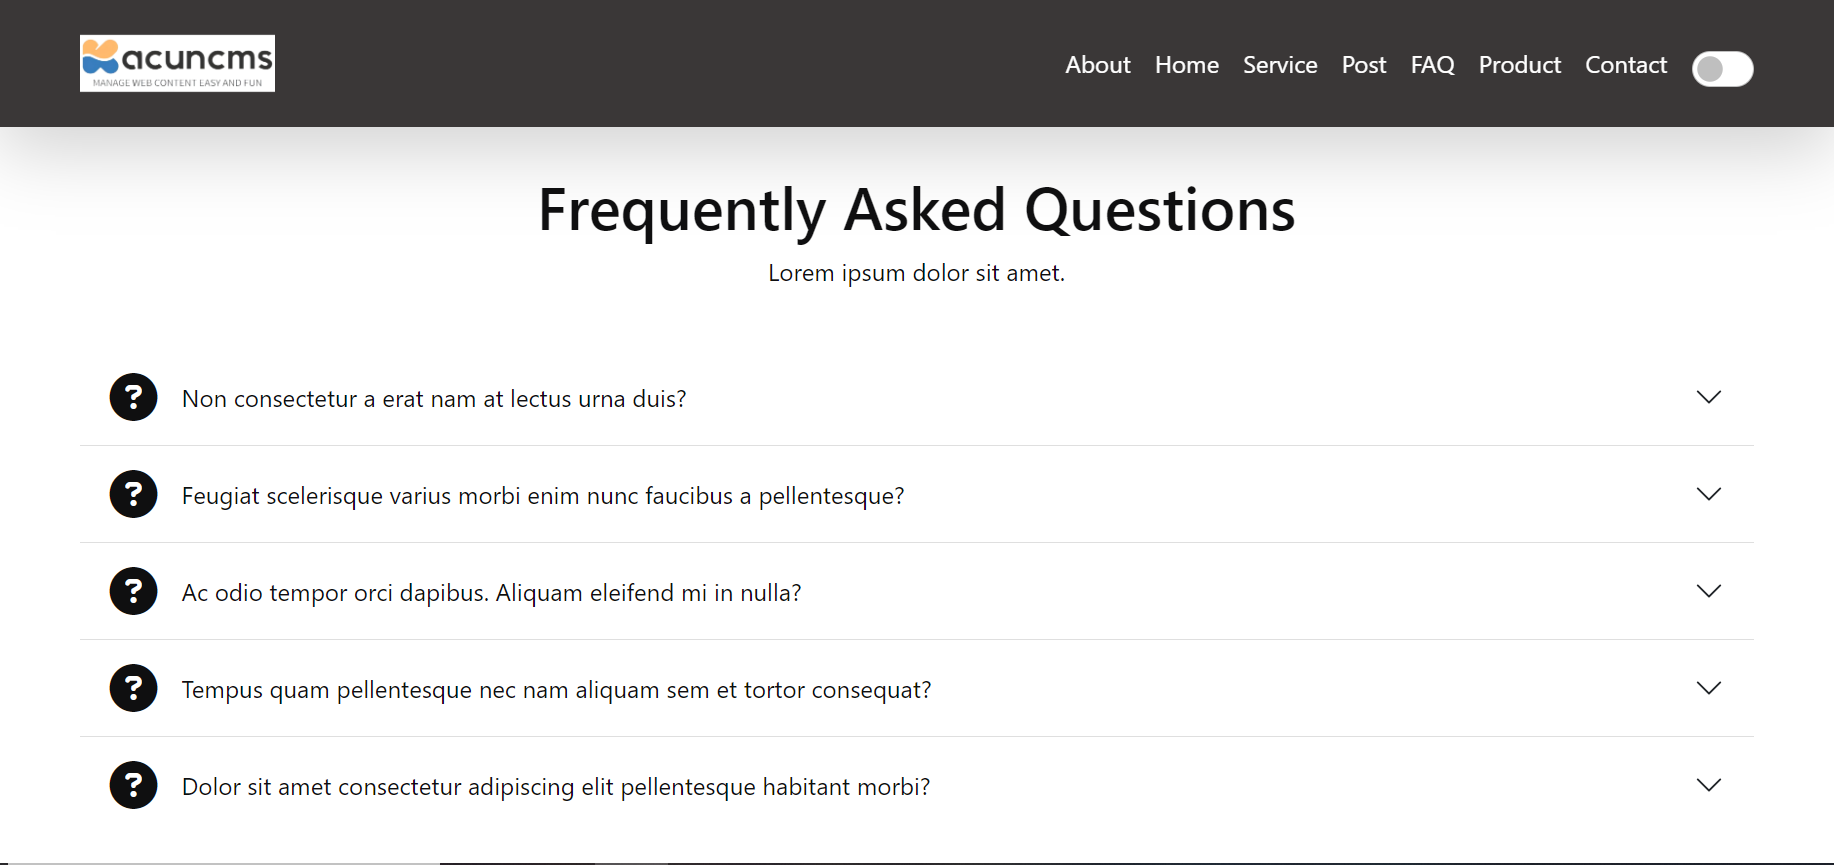 acuncms
MANAGE WEB CONTENT EASY AND FUN
About Home Service Post FAQ Product Contact
Frequently Asked Questions
Lorem ipsum dolor sit amet.
? Non consectetur a erat nam at lectus urna duis?
? Feugiat scelerisque varius morbi enim nunc faucibus a pellentesque?
? Ac odio tempor orci dapibus. Aliquam eleifend mi in nulla?
? Tempus quam pellentesque nec nam aliquam sem et tortor consequat?
? Dolor sit amet consectetur adipiscing elit pellentesque habitant morbi?